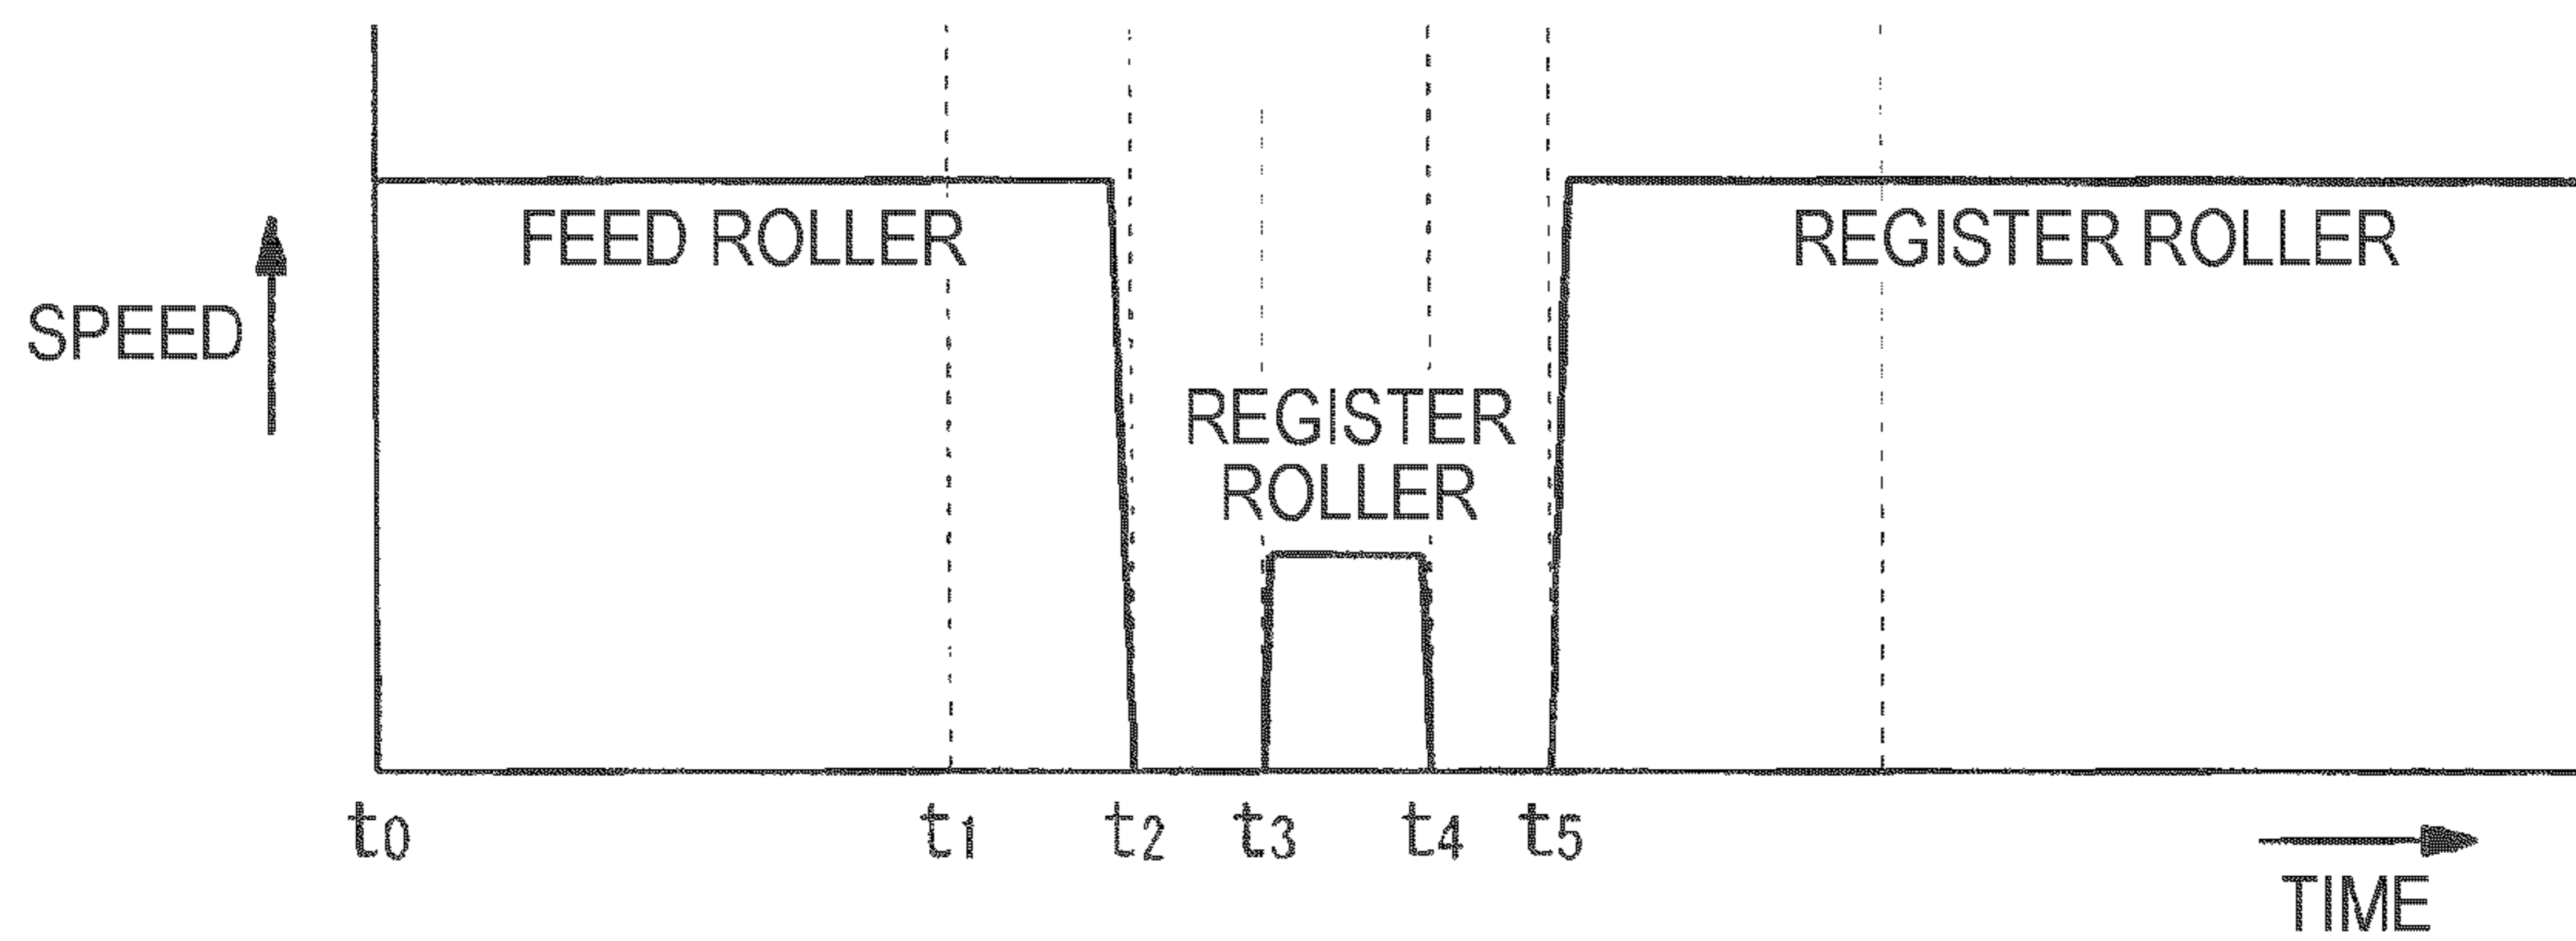 FEED ROLLER
REGISTER ROLLER
SPEED
REGISTER
ROLLER
t0 t1 t2 t3 t4 t5
TIME